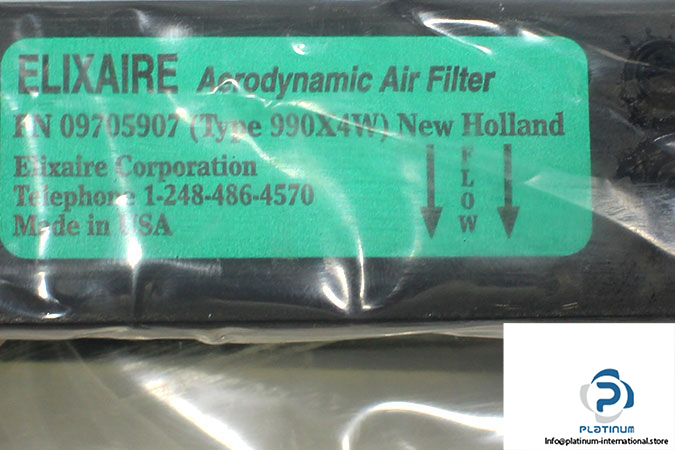 ELIXAIRE Aerodynamic Air Filter
PN 09705907 (Type 990X4W) New Holland
Elixaire Corporation
Telephone 1-248-486-4570
Made in USA
FLOW
PLATINUM
Info@platinum-international.store